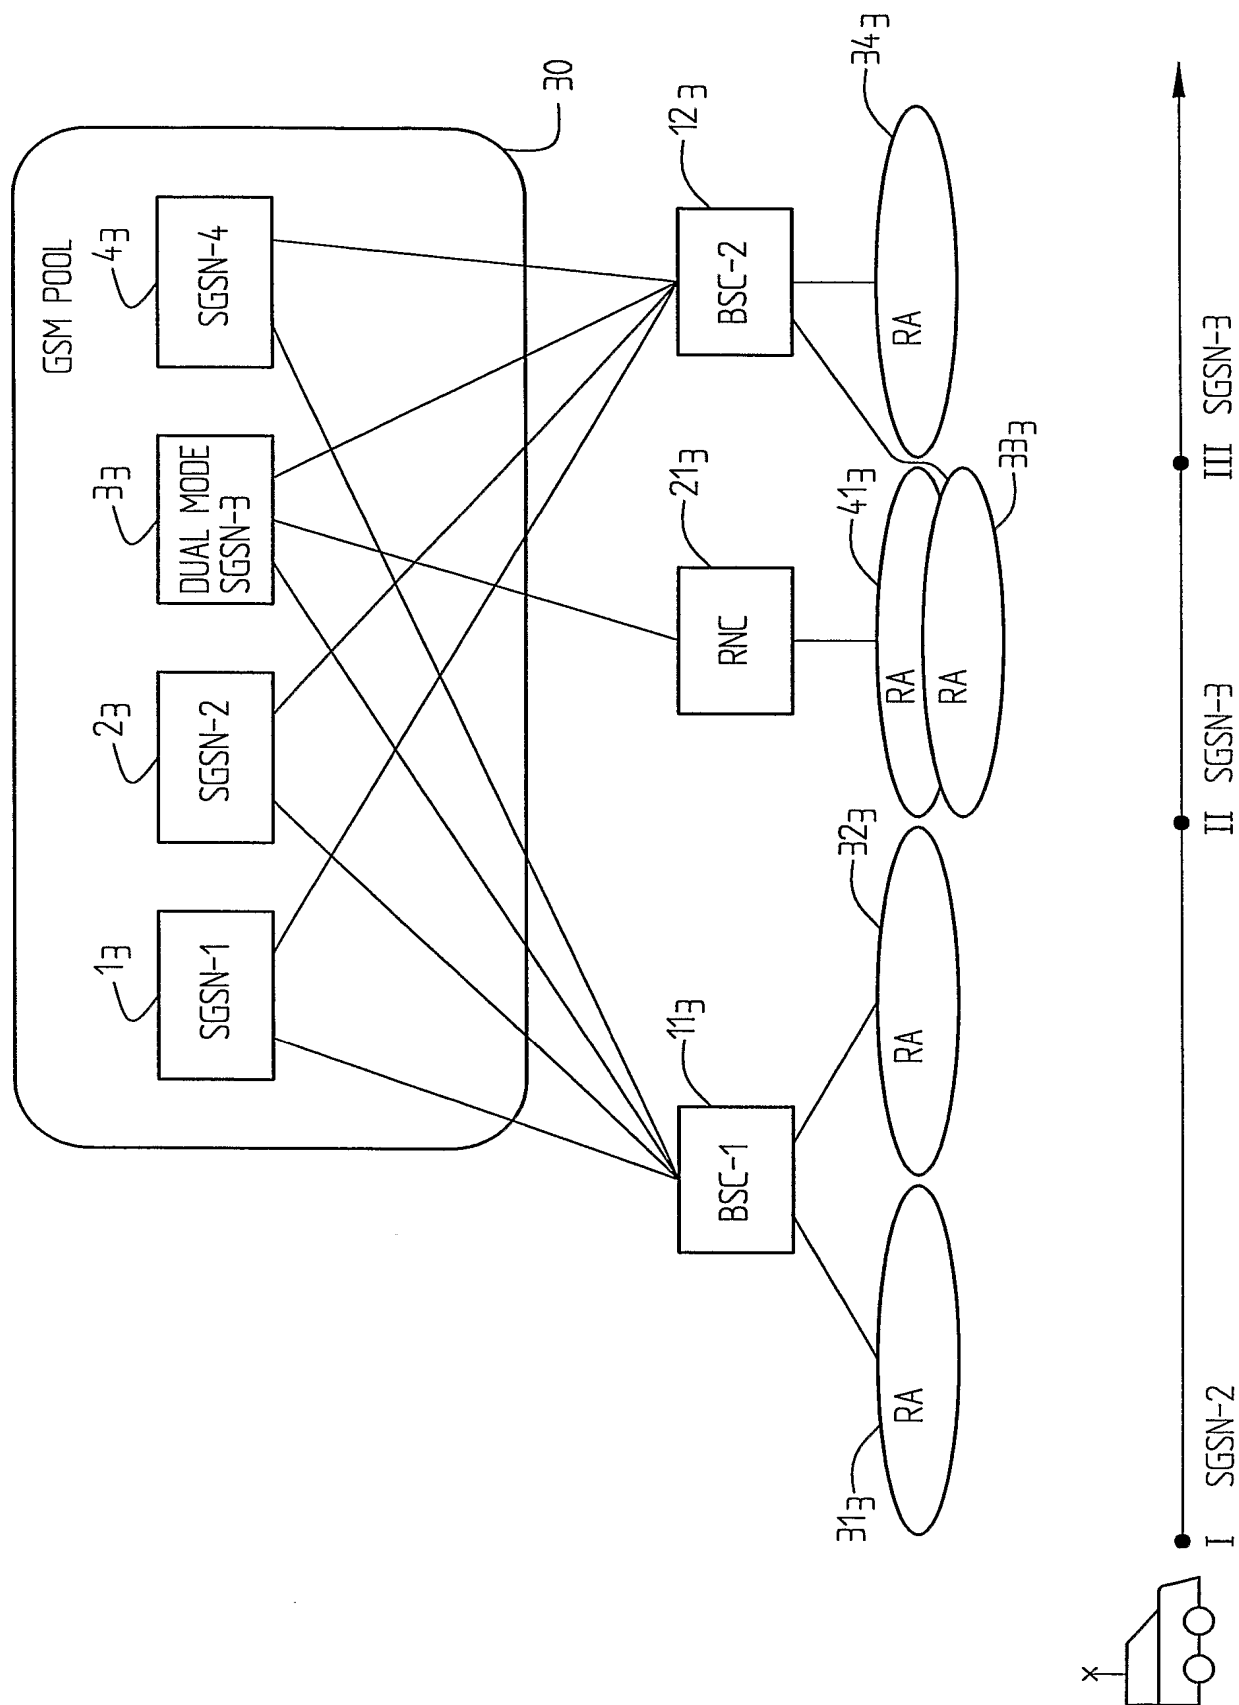 GSM POOL
30
1₃
2₃
3₃
4₃
SGSN-1
SGSN-2
DUAL MODE
SGSN-3
SGSN-4
11₃
21₃
12₃
BSC-1
RNC
BSC-2
31₃
32₃
41₃
34₃
RA
RA
RA
RA
RA
33₃
I SGSN-2
II SGSN-3
III SGSN-3